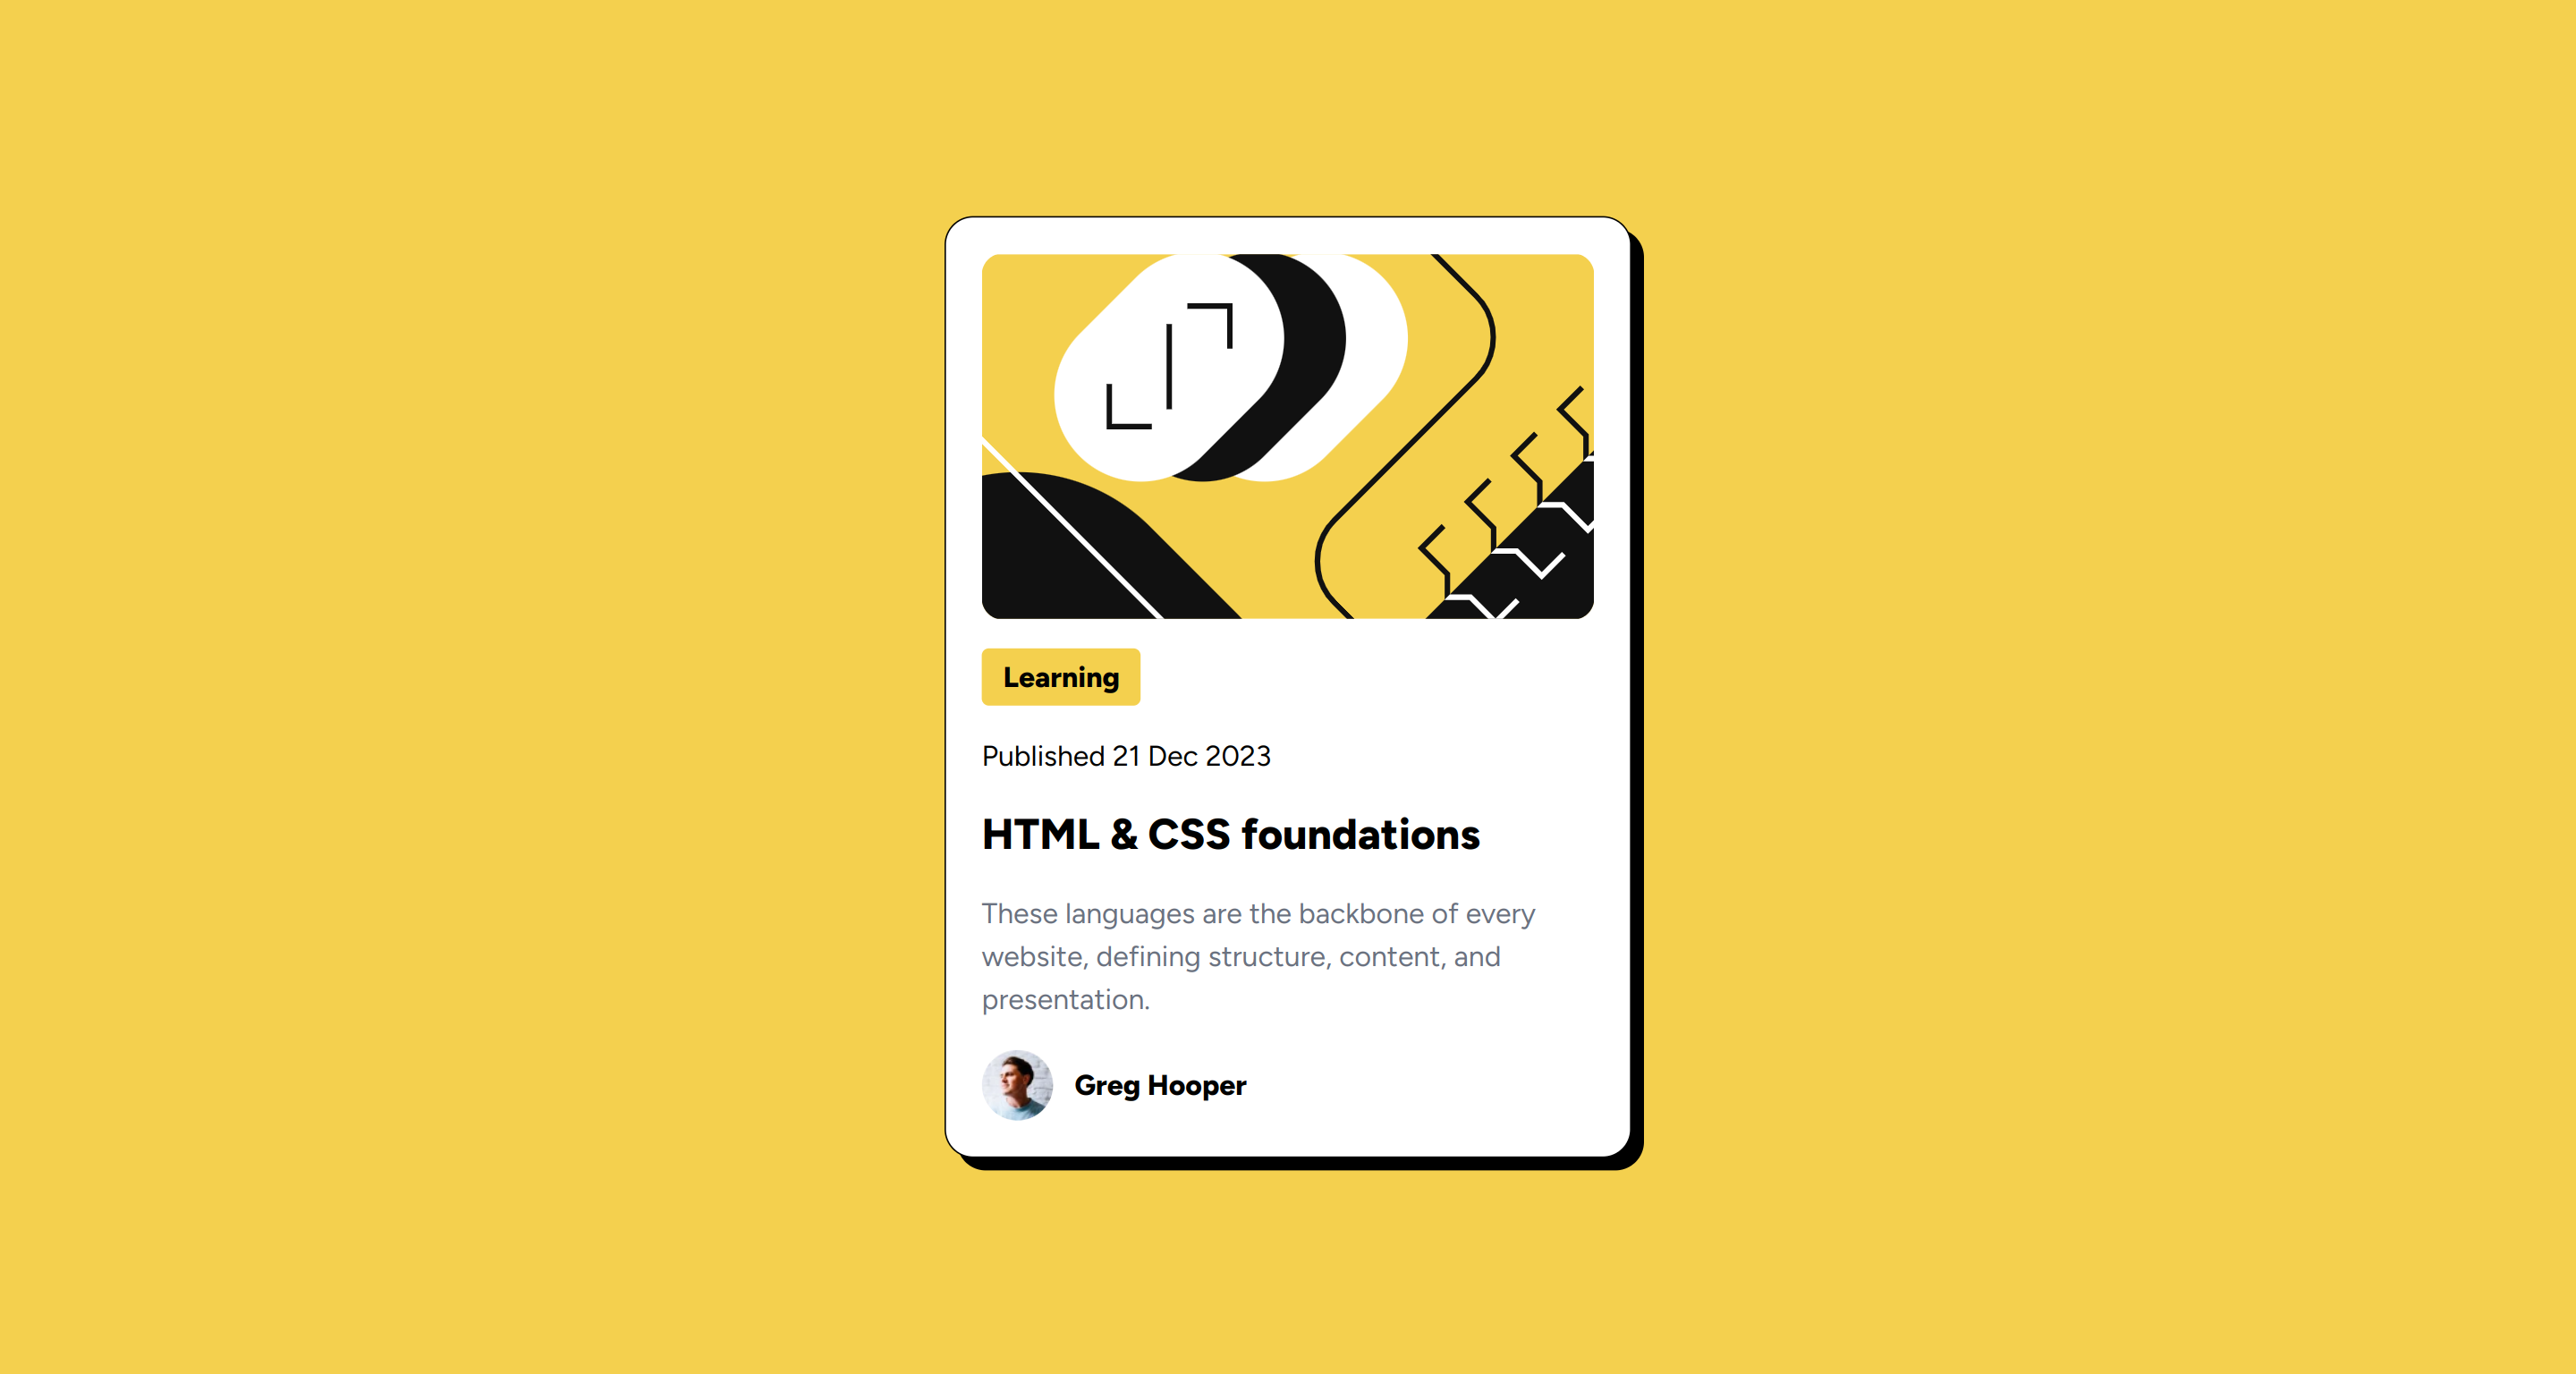 Learning
Published 21 Dec 2023
HTML & CSS foundations
These languages are the backbone of every
website, defining structure, content, and
presentation.
Greg Hooper